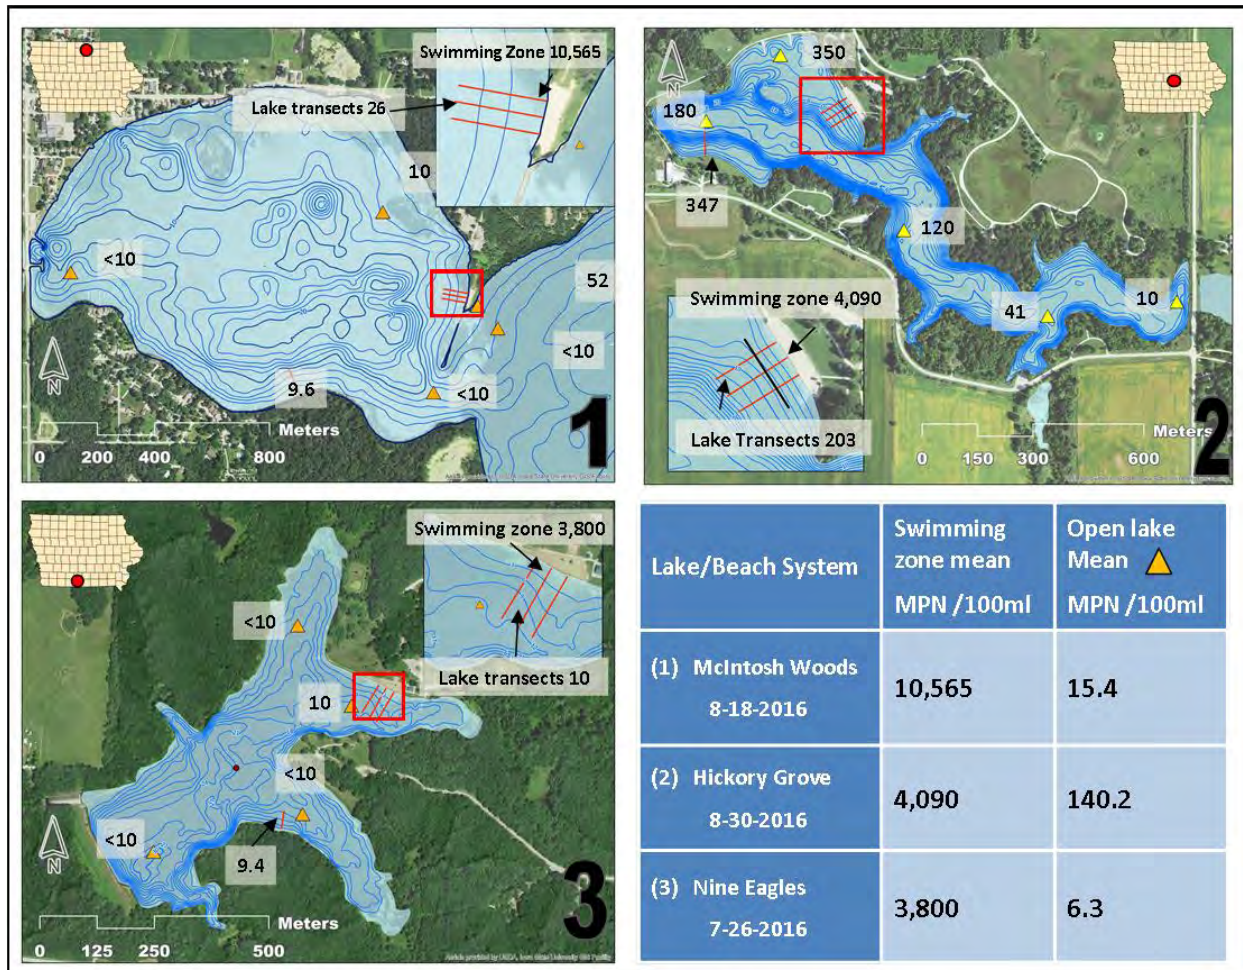 Swimming Zone 10,565
Lake transects 26
10
<10
52
<10
<10
9.6
N
Meters
0 200 400 800
1
350
180
347
120
41
10
Swimming zone 4,090
Lake Transects 203
N
Meters
0 150 300 600
2
Swimming zone 3,800
Lake transects 10
<10
10
<10
<10
9.4
N
Meters
0 125 250 500
3
Lake/Beach System
Swimming
zone mean
MPN /100ml
Open lake
Mean
MPN /100ml
(1) McIntosh Woods
8-18-2016
10,565
15.4
(2) Hickory Grove
8-30-2016
4,090
140.2
(3) Nine Eagles
7-26-2016
3,800
6.3